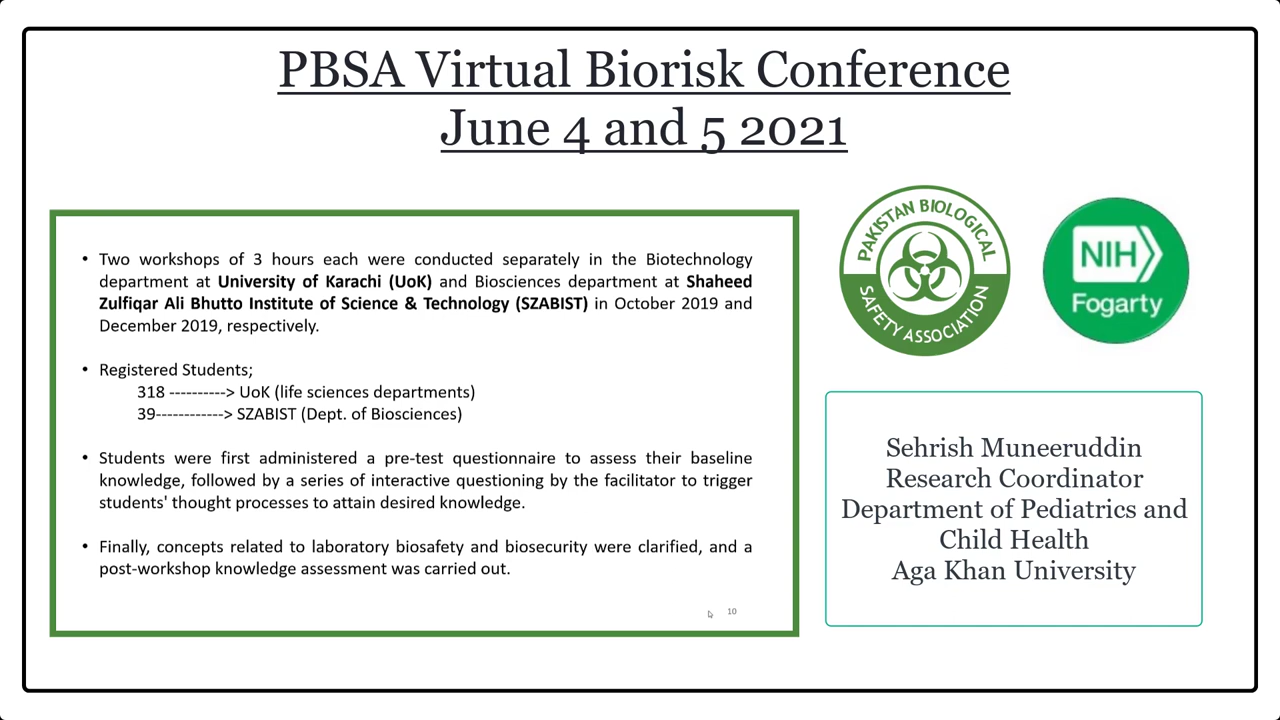 PBSA Virtual Biorisk Conference
June 4 and 5 2021
• Two workshops of 3 hours each were conducted separately in the Biotechnology
department at University of Karachi (UoK) and Biosciences department at Shaheed
Zulfiqar Ali Bhutto Institute of Science & Technology (SZABIST) in October 2019 and
December 2019, respectively.
• Registered Students;
318 ----------> UoK (life sciences departments)
39------------> SZABIST (Dept. of Biosciences)
• Students were first administered a pre-test questionnaire to assess their baseline
knowledge, followed by a series of interactive questioning by the facilitator to trigger
students' thought processes to attain desired knowledge.
• Finally, concepts related to laboratory biosafety and biosecurity were clarified, and a
post-workshop knowledge assessment was carried out.
10
PAKISTAN BIOLOGICAL
SAFETY ASSOCIATION
NIH
Fogarty
Sehrish Muneeruddin
Research Coordinator
Department of Pediatrics and
Child Health
Aga Khan University